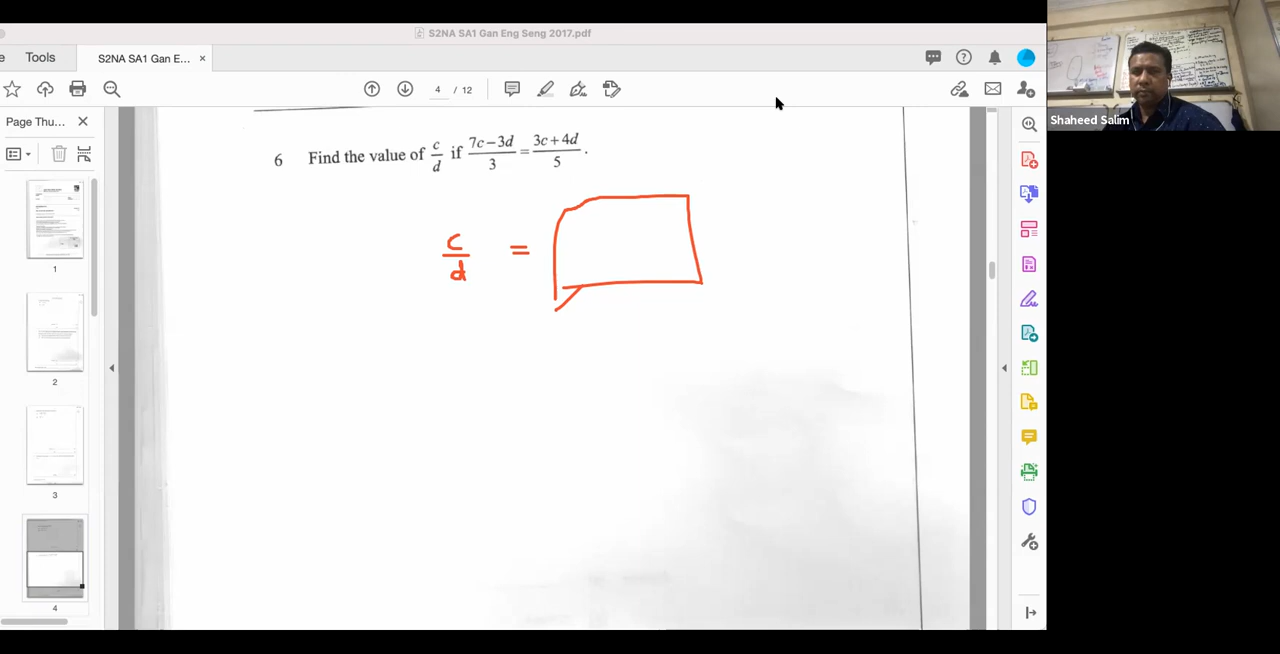 S2NA SA1 Gan Eng Seng 2017.pdf
Tools
S2NA SA1 Gan E... ×
4 / 12
Shaheed Salim
Page Thu...
6 Find the value of c/d if (7c-3d)/3 = (3c+4d)/5 .
c/d =
1
2
3
4